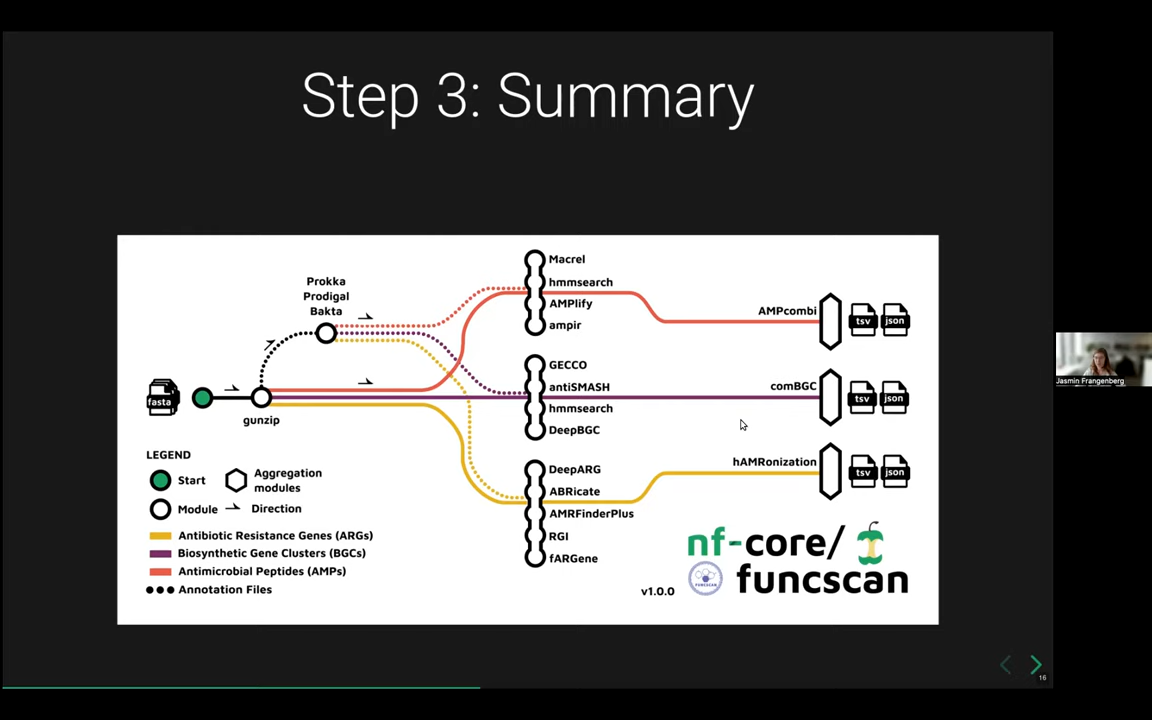 Step 3: Summary
Prokka
Prodigal
Bakta
fasta
gunzip
Macrel
hmmsearch
AMPlify
ampir
AMPcombi
tsv
json
GECCO
antiSMASH
hmmsearch
DeepBGC
comBGC
tsv
json
DeepARG
ABRicate
AMRFinderPlus
RGI
fARGene
hAMRonization
tsv
json
LEGEND
Start
Aggregation
modules
Module
Direction
Antibiotic Resistance Genes (ARGs)
Biosynthetic Gene Clusters (BGCs)
Antimicrobial Peptides (AMPs)
Annotation Files
v1.0.0
nf-core/
FUNCSCAN
funcscan
16
Jasmin Frangenberg